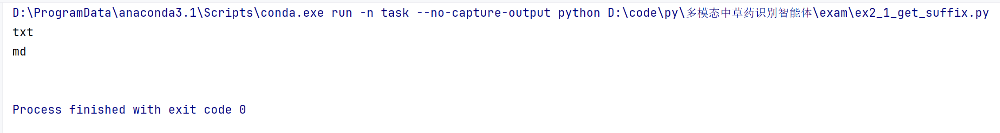 D:\ProgramData\anaconda3.1\Scripts\conda.exe run -n task --no-capture-output python D:\code\py\多模态中草药识别智能体\exam\ex2_1_get_suffix.py
txt
md
Process finished with exit code 0